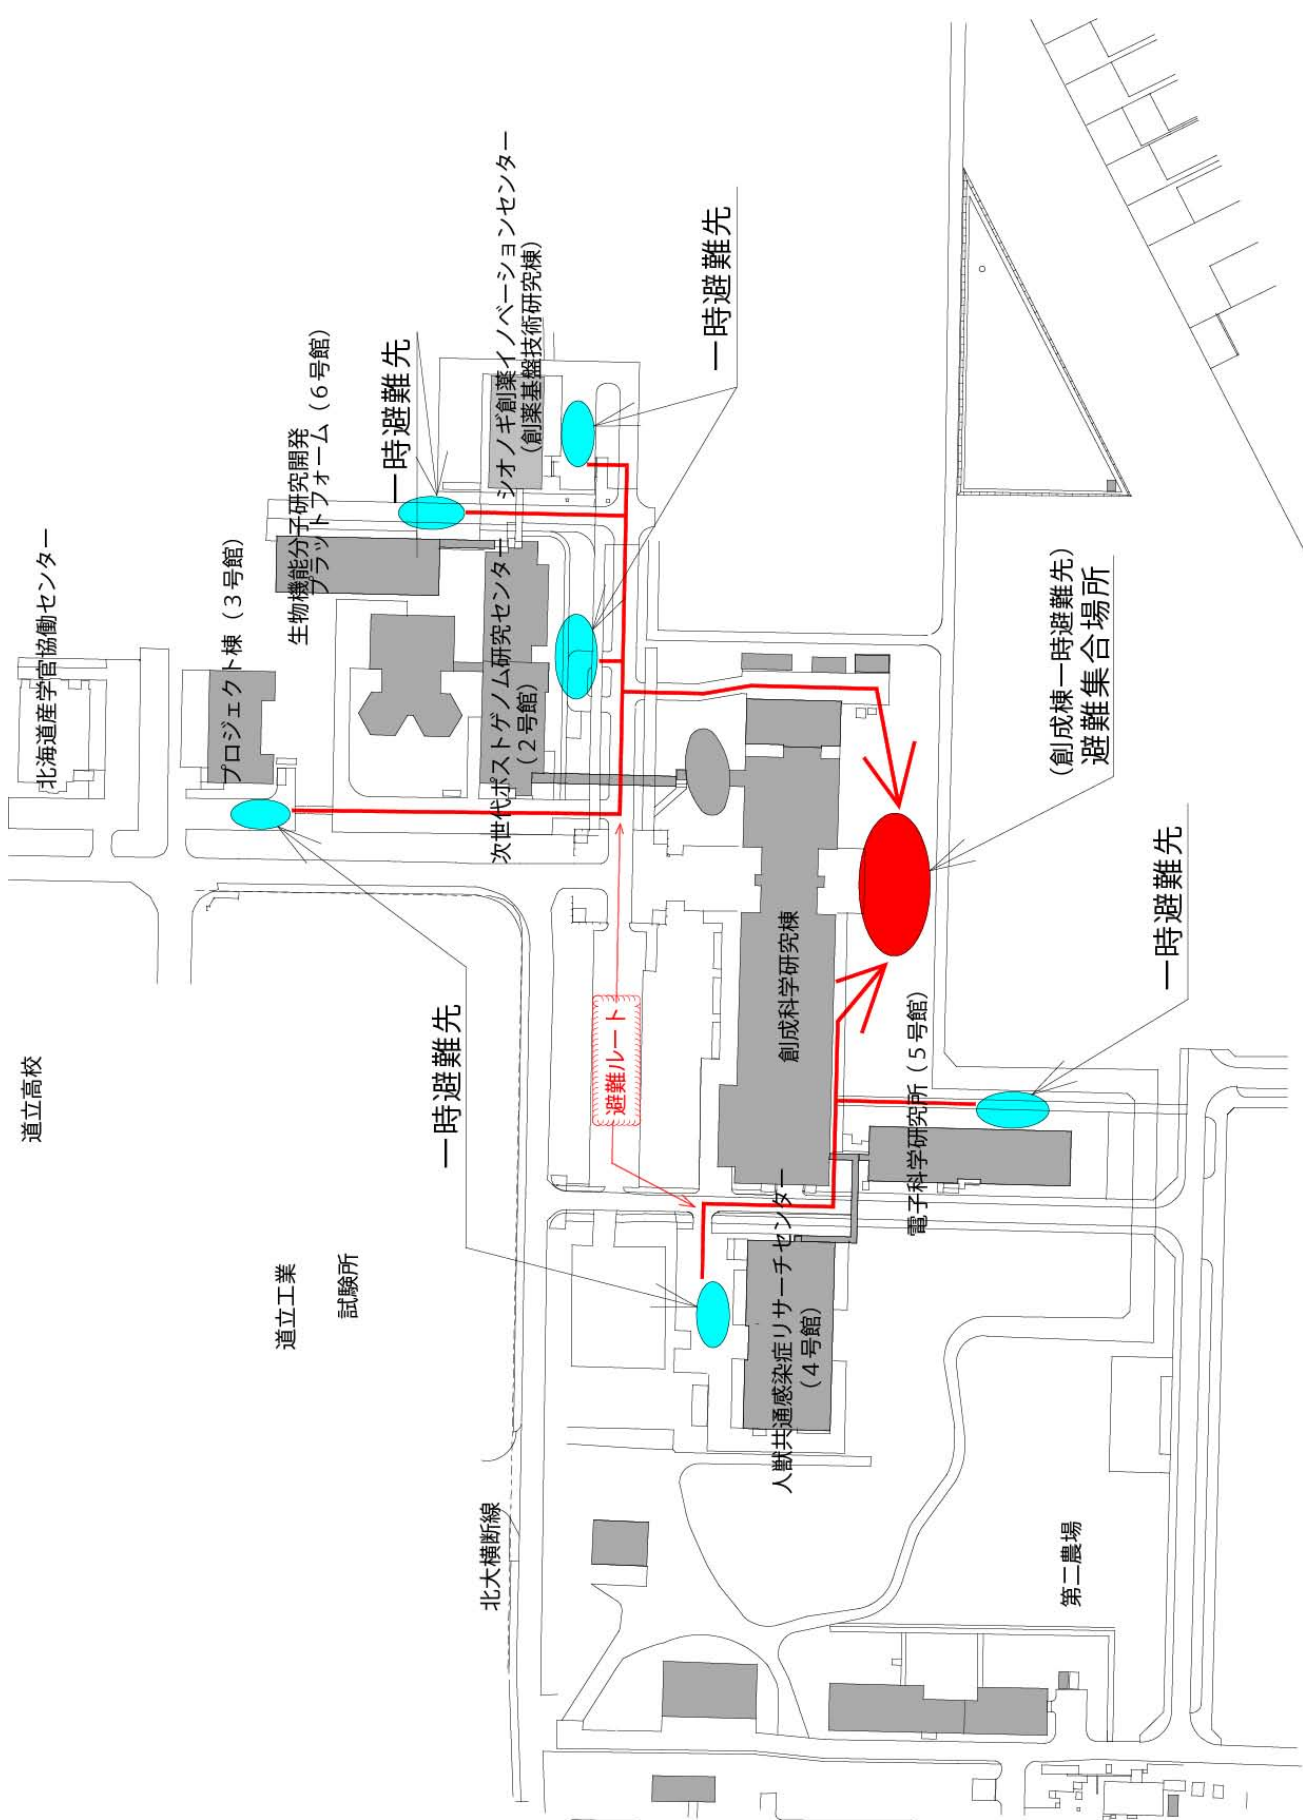 北海道産学官協働センター
プロジェクト棟（３号館）
生物機能分子研究開発
プラットフォーム（６号館）
一時避難先
シオノギ創薬イノベーションセンター
（創薬基盤技術研究棟）
一時避難先
次世代ポストゲノム研究センター
（２号館）
道立高校
道立工業
試験所
一時避難先
避難ルート
創成科学研究棟
（創成棟一時避難先）
避難集合場所
一時避難先
電子科学研究所（５号館）
人獣共通感染症リサーチセンター
（４号館）
北大横断線
第二農場